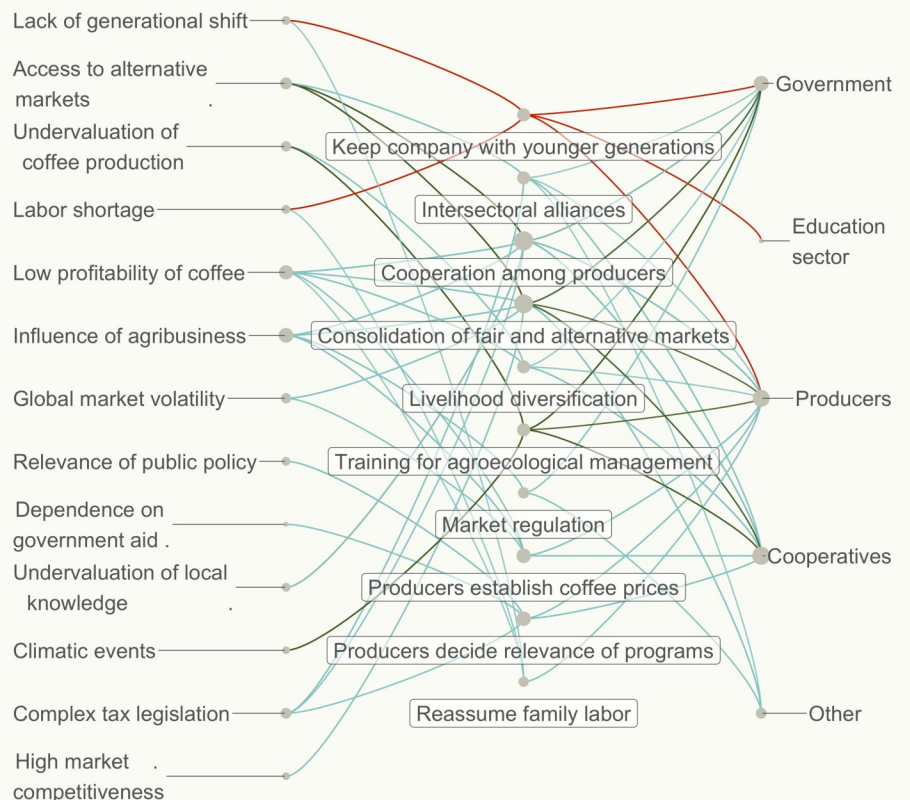 Lack of generational shift
Access to alternative
markets .
Undervaluation of
coffee production
Labor shortage
Low profitability of coffee
Influence of agribusiness
Global market volatility
Relevance of public policy
Dependence on
government aid .
Undervaluation of local
knowledge .
Climatic events
Complex tax legislation
High market .
competitiveness
Keep company with younger generations
Intersectoral alliances
Cooperation among producers
Consolidation of fair and alternative markets
Livelihood diversification
Training for agroecological management
Market regulation
Producers establish coffee prices
Producers decide relevance of programs
Reassume family labor
Government
Education
sector
Producers
Cooperatives
Other